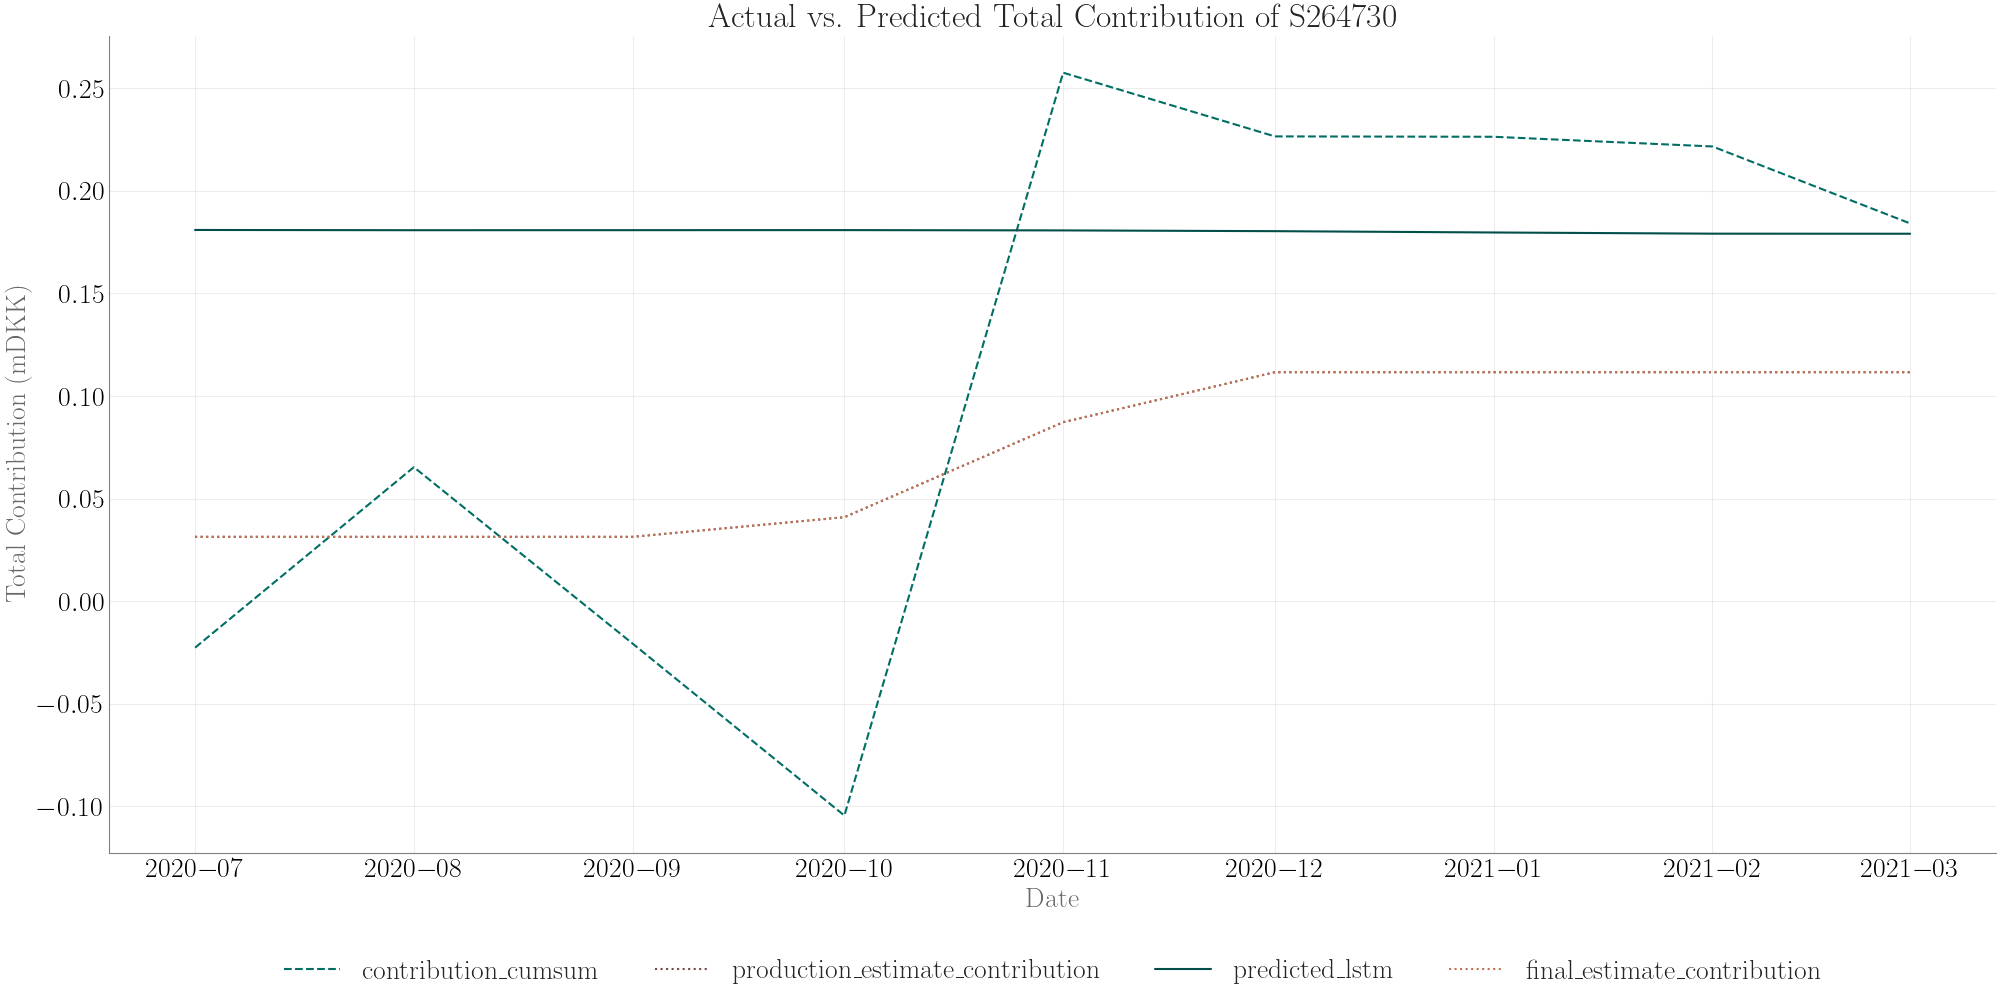 Actual vs. Predicted Total Contribution of S264730
Total Contribution (mDKK)
0.25
0.20
0.15
0.10
0.05
0.00
−0.05
−0.10
2020−07 2020−08 2020−09 2020−10 2020−11 2020−12 2021−01 2021−02 2021−03
Date
contribution_cumsum production_estimate_contribution predicted_lstm final_estimate_contribution